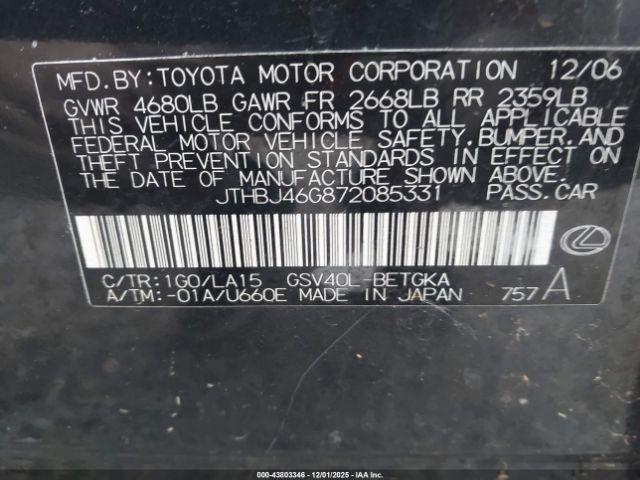 MFD.BY:TOYOTA MOTOR CORPORATION 12/06
GVWR 4680LB GAWR FR 2668LB RR 2359LB
THIS VEHICLE CONFORMS TO ALL APPLICABLE
FEDERAL MOTOR VEHICLE SAFETY,BUMPER,AND
THEFT PREVENTION STANDARDS IN EFFECT ON
THE DATE OF MANUFACTURE SHOWN ABOVE.
JTHBJ46G872085331 PASS.CAR
C/TR:1G0/LA15 GSV40L-BETGKA
A/TM:-01A/U660E MADE IN JAPAN 757A
000-43803346 • 12/01/2025 • IAAI.COM